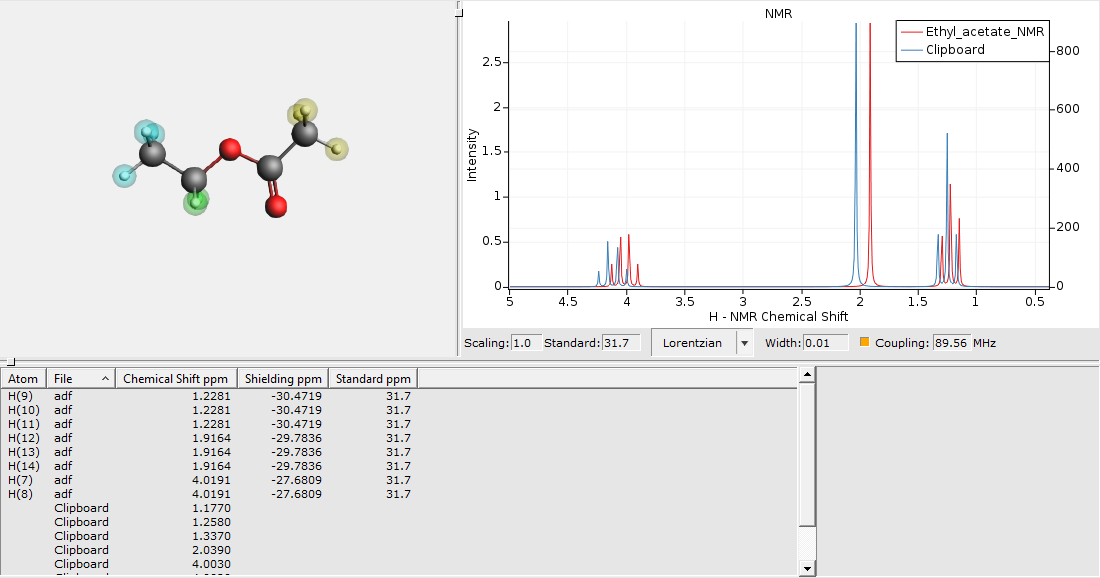 NMR
Ethyl_acetate_NMR
Clipboard
Intensity
2.5
2
1.5
1
0.5
0
800
600
400
200
0
5 4.5 4 3.5 3 2.5 2 1.5 1 0.5
H - NMR Chemical Shift
Scaling: 1.0 Standard: 31.7 Lorentzian Width: 0.01 Coupling: 89.56 MHz
Atom File Chemical Shift ppm Shielding ppm Standard ppm
H(9) adf 1.2281 -30.4719 31.7
H(10) adf 1.2281 -30.4719 31.7
H(11) adf 1.2281 -30.4719 31.7
H(12) adf 1.9164 -29.7836 31.7
H(13) adf 1.9164 -29.7836 31.7
H(14) adf 1.9164 -29.7836 31.7
H(7) adf 4.0191 -27.6809 31.7
H(8) adf 4.0191 -27.6809 31.7
Clipboard 1.1770
Clipboard 1.2580
Clipboard 1.3370
Clipboard 2.0390
Clipboard 4.0030